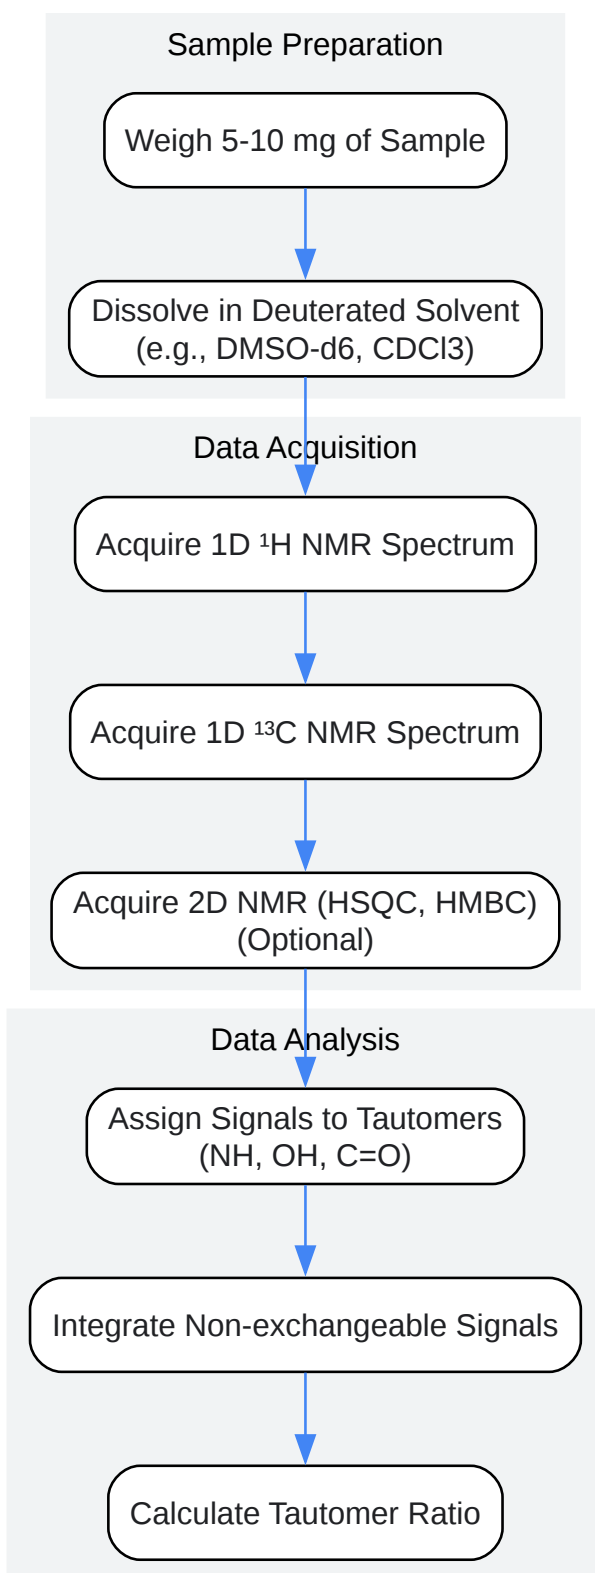 Sample Preparation
Weigh 5-10 mg of Sample
Dissolve in Deuterated Solvent
(e.g., DMSO-d6, CDCl3)
Data Acquisition
Acquire 1D ¹H NMR Spectrum
Acquire 1D ¹³C NMR Spectrum
Acquire 2D NMR (HSQC, HMBC)
(Optional)
Data Analysis
Assign Signals to Tautomers
(NH, OH, C=O)
Integrate Non-exchangeable Signals
Calculate Tautomer Ratio